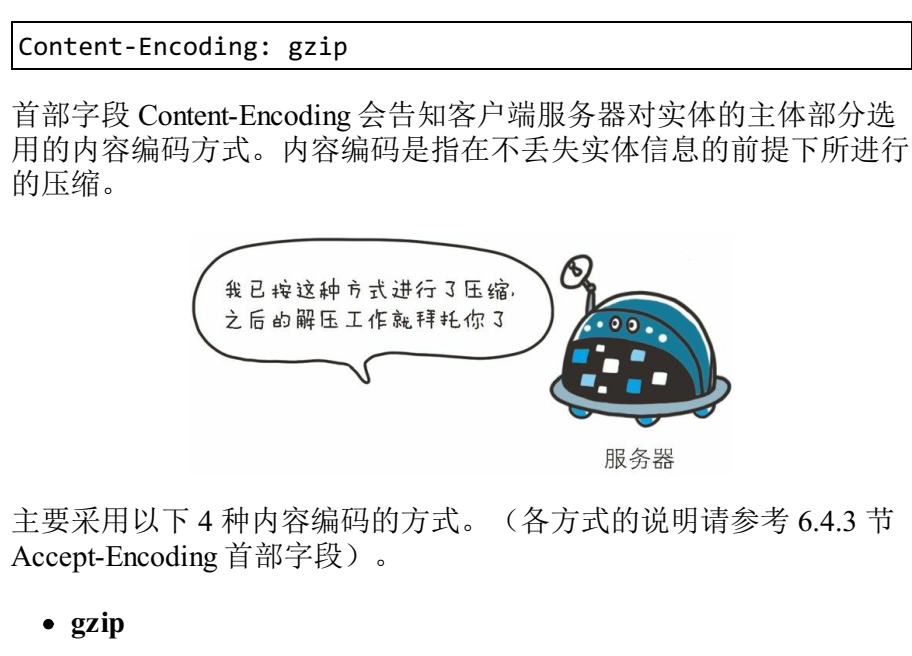 Content-Encoding: gzip
首部字段 Content-Encoding 会告知客户端服务器对实体的主体部分选
用的内容编码方式。内容编码是指在不丢失实体信息的前提下所进行
的压缩。
我已按这种方式进行了压缩，
之后的解压工作就拜托你了
服务器
主要采用以下 4 种内容编码的方式。（各方式的说明请参考 6.4.3 节
Accept-Encoding 首部字段）。
• gzip